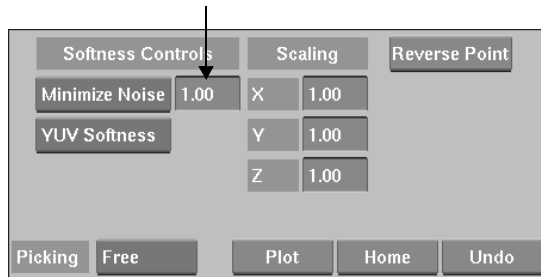 Softness Controls Scaling Reverse Point
Minimize Noise 1.00 X 1.00
YUV Softness Y 1.00
Z 1.00
Picking Free Plot Home Undo